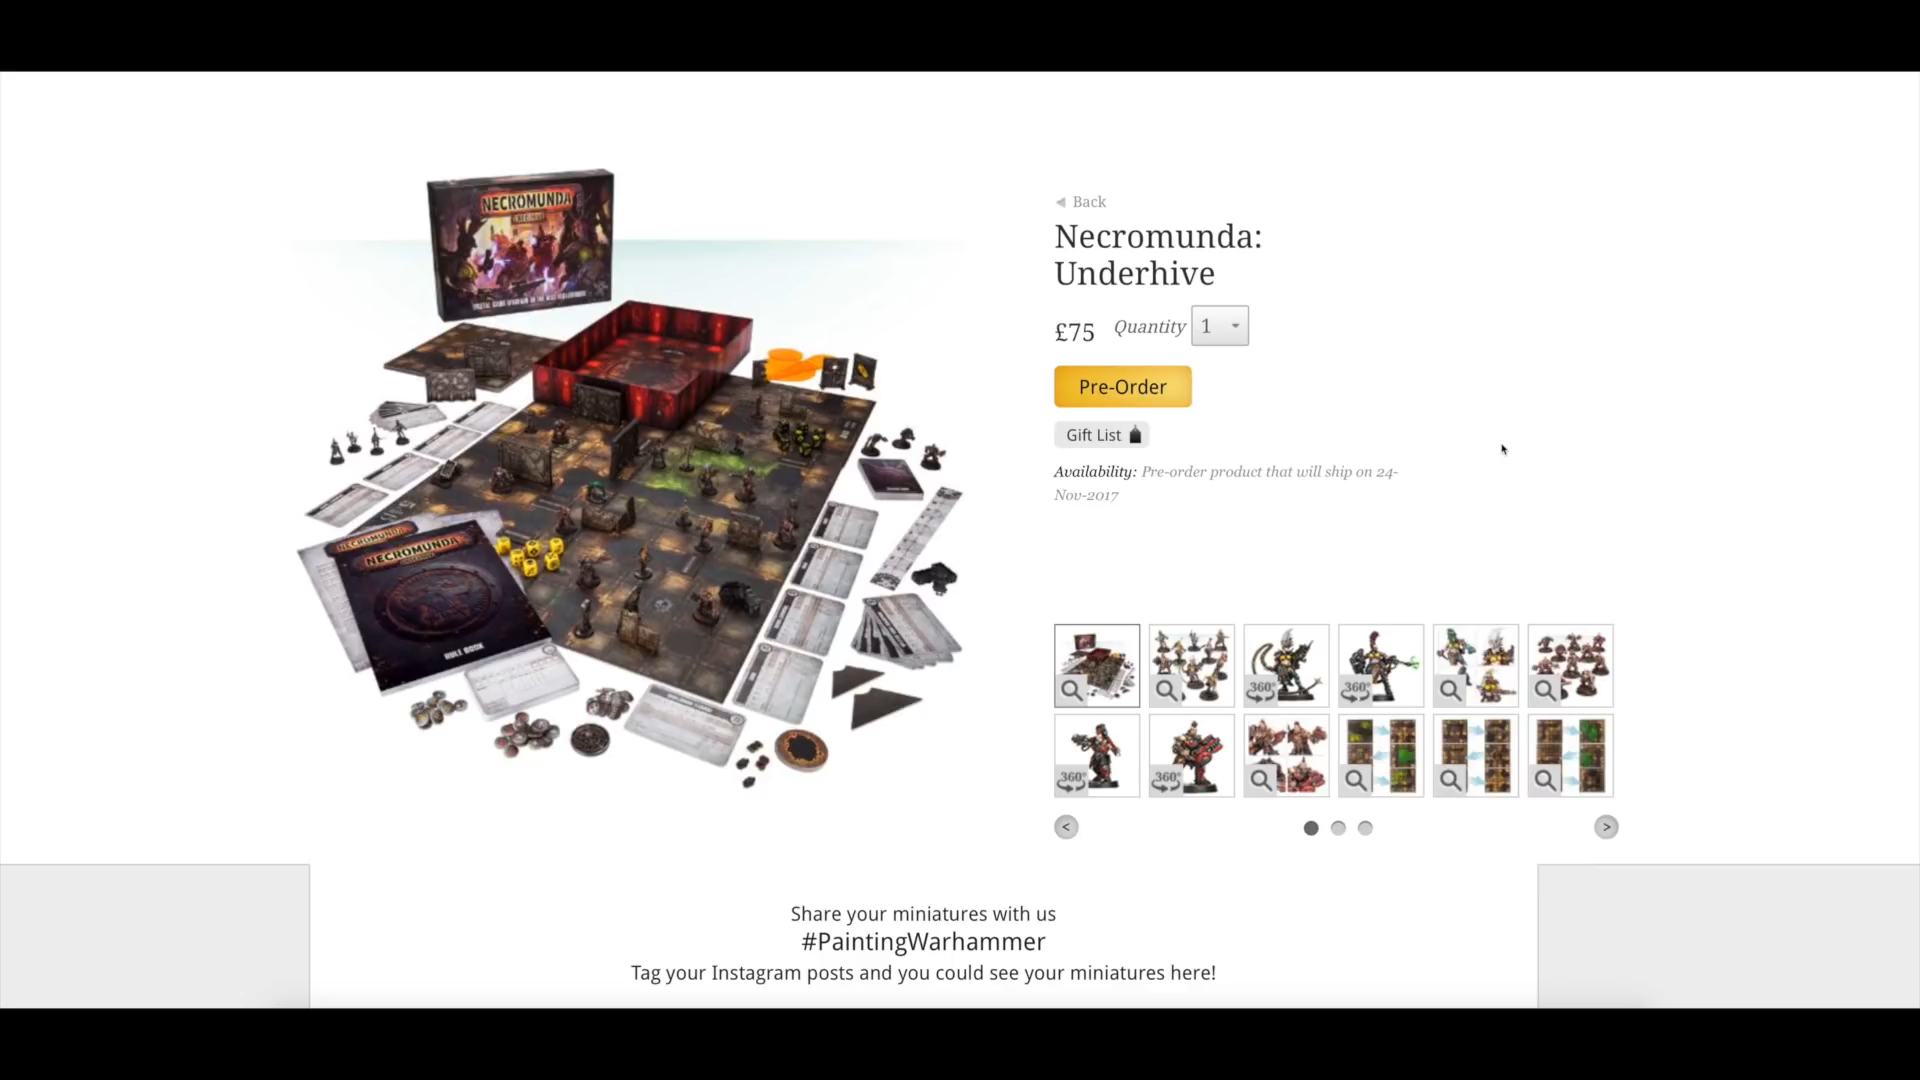 NECROMUNDA
◄ Back
Necromunda:
Underhive
£75 Quantity 1
Pre-Order
Gift List
Availability: Pre-order product that will ship on 24-
Nov-2017
NECROMUNDA
NECROMUNDA
RULE BOOK
360°
360°
360°
360°
<
>
Share your miniatures with us
#PaintingWarhammer
Tag your Instagram posts and you could see your miniatures here!